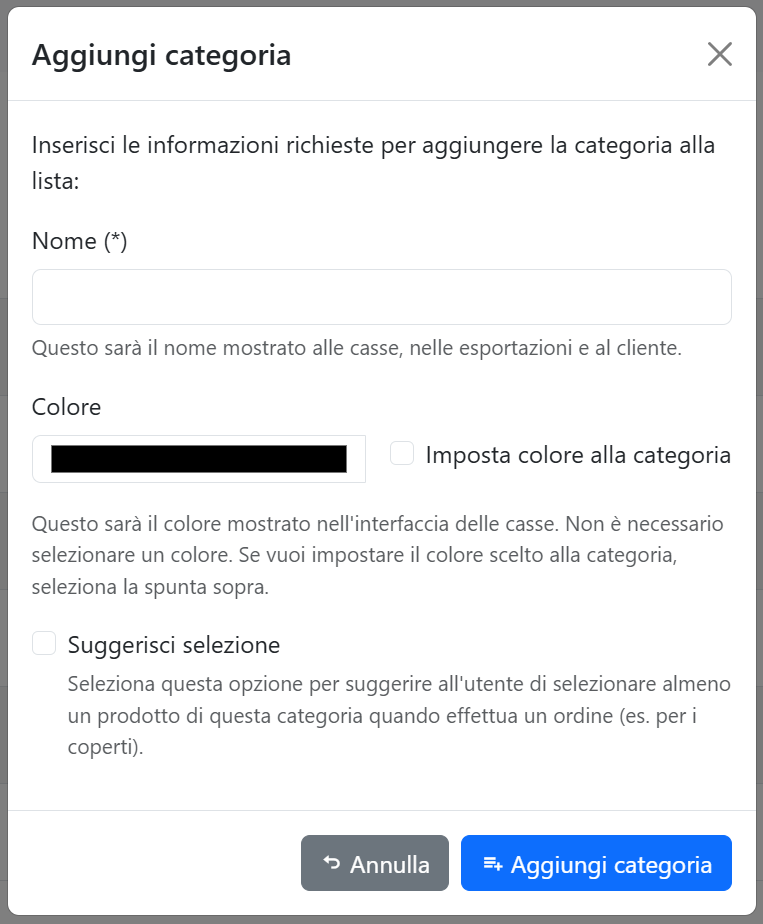 Aggiungi categoria
Inserisci le informazioni richieste per aggiungere la categoria alla
lista:
Nome (*)
Questo sarà il nome mostrato alle casse, nelle esportazioni e al cliente.
Colore
Imposta colore alla categoria
Questo sarà il colore mostrato nell'interfaccia delle casse. Non è necessario
selezionare un colore. Se vuoi impostare il colore scelto alla categoria,
seleziona la spunta sopra.
Suggerisci selezione
Seleziona questa opzione per suggerire all'utente di selezionare almeno
un prodotto di questa categoria quando effettua un ordine (es. per i
coperti).
Annulla
Aggiungi categoria